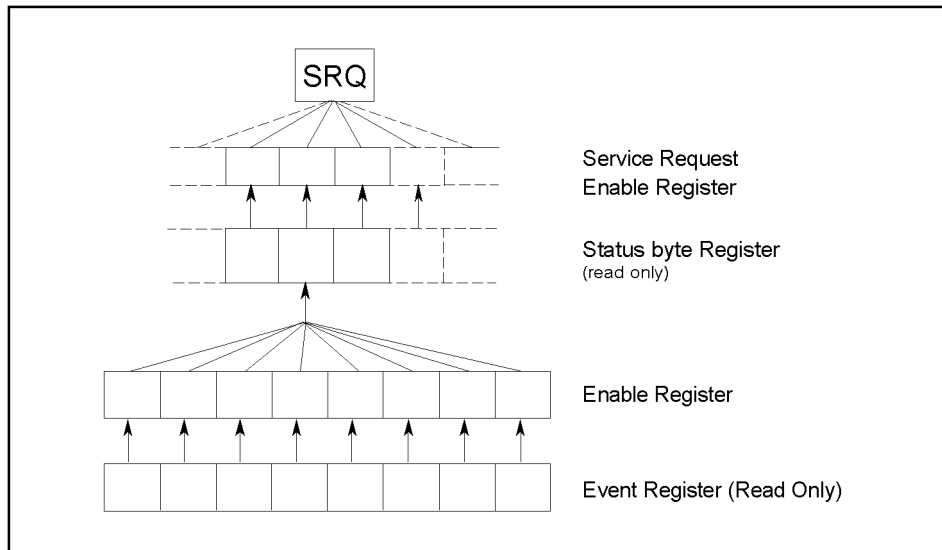 SRQ
Service Request
Enable Register
Status byte Register
(read only)
Enable Register
Event Register (Read Only)